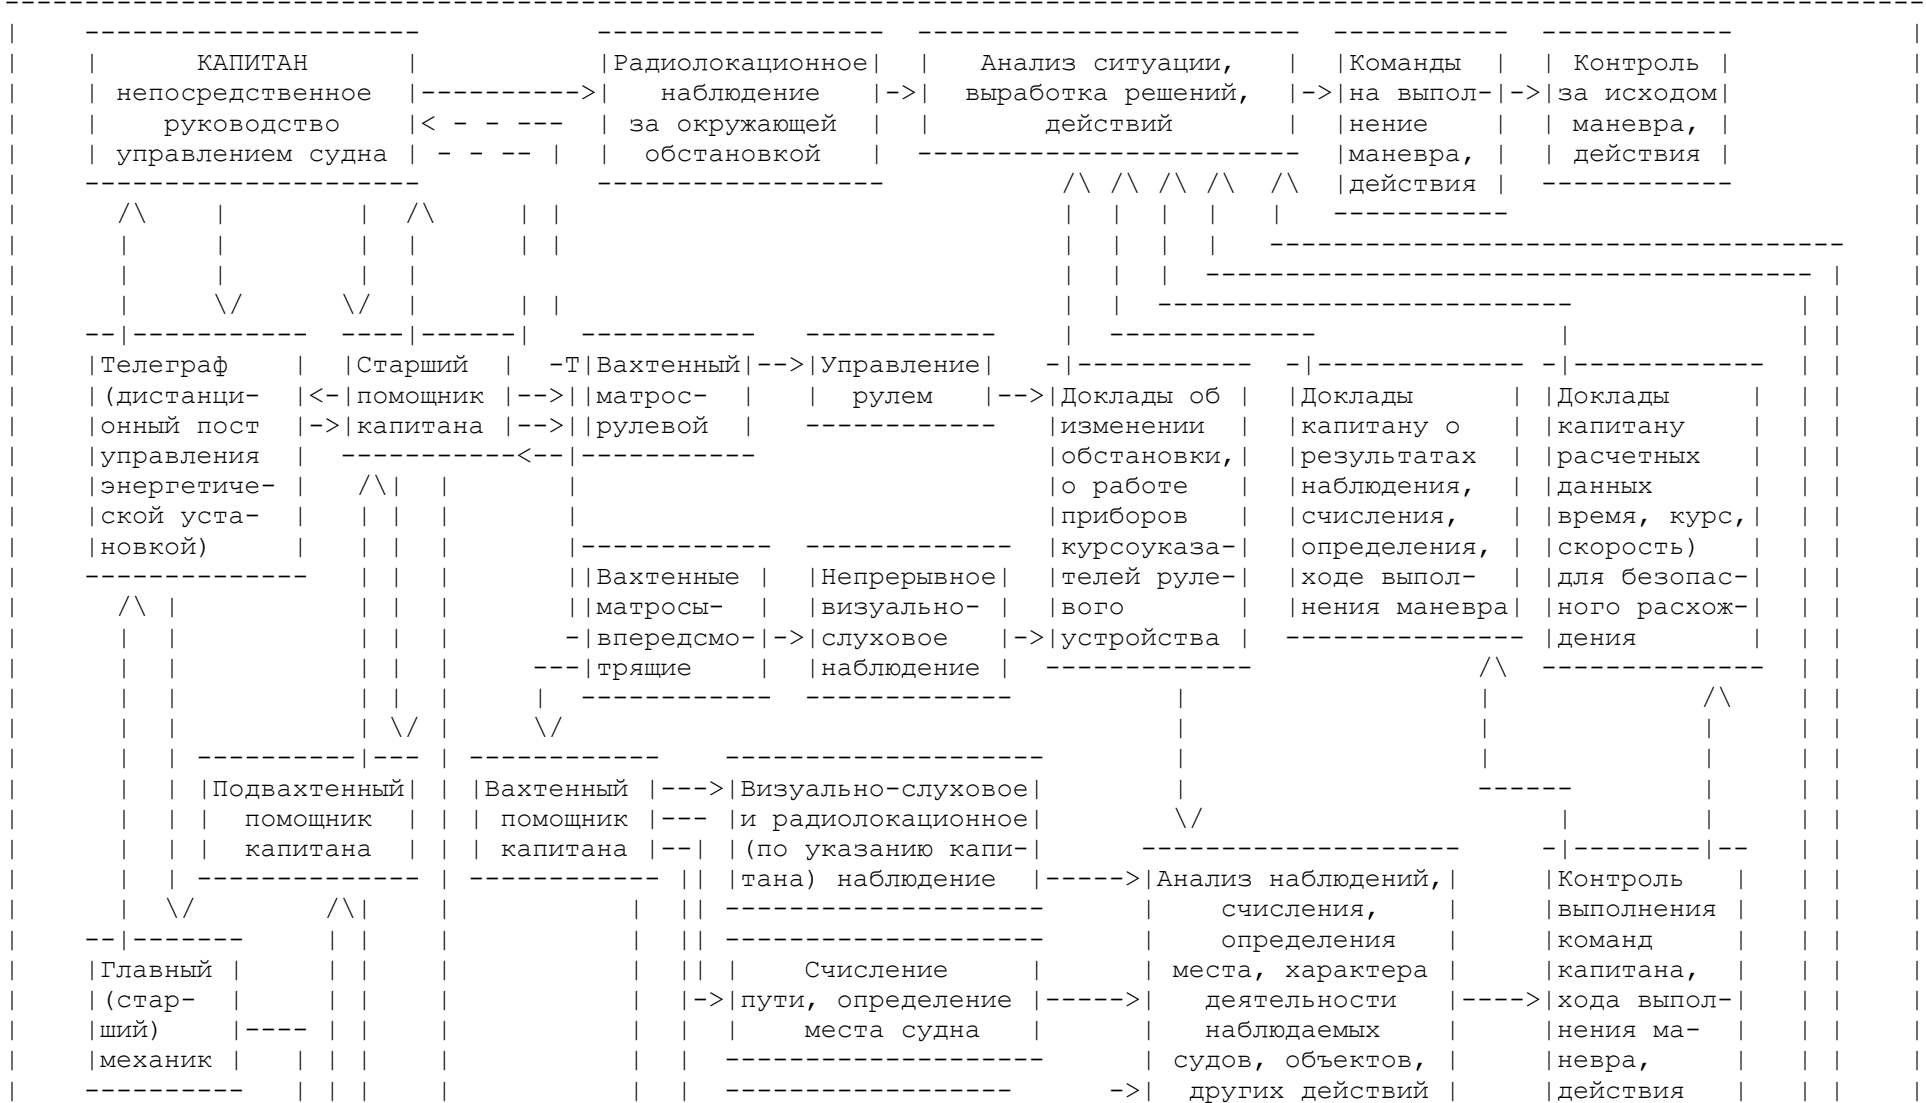 КАПИТАН
непосредственное
руководство
управлением судна
Радиолокационное
наблюдение
за окружающей
обстановкой
Анализ ситуации,
выработка решений,
действий
Команды
на выпол-
нение
маневра,
действия
Контроль
за исходом
маневра,
действия
Телеграф
(дистанци-
онный пост
управления
энергетиче-
ской уста-
новкой)
Старший
помощник
капитана
Т
Вахтенный
матрос-
рулевой
Управление
рулем
Доклады об
изменении
обстановки,
о работе
приборов
курсоуказа-
телей руле-
вого
устройства
Доклады
капитану о
результатах
наблюдения,
счисления,
определения,
ходе выпол-
нения маневра
Доклады
капитану
расчетных
данных
время, курс,
скорость)
для безопас-
ного расхож-
дения
Вахтенные
матросы-
впередсмо-
трящие
Непрерывное
визуально-
слуховое
наблюдение
Подвахтенный
помощник
капитана
Вахтенный
помощник
капитана
Визуально-слуховое
и радиолокационное
(по указанию капи-
тана) наблюдение
Анализ наблюдений,
счисления,
определения
места, характера
деятельности
наблюдаемых
судов, объектов,
других действий
Контроль
выполнения
команд
капитана,
хода выпол-
нения ма-
невра,
действия
Главный
(стар-
ший)
механик
Счисление
пути, определение
места судна